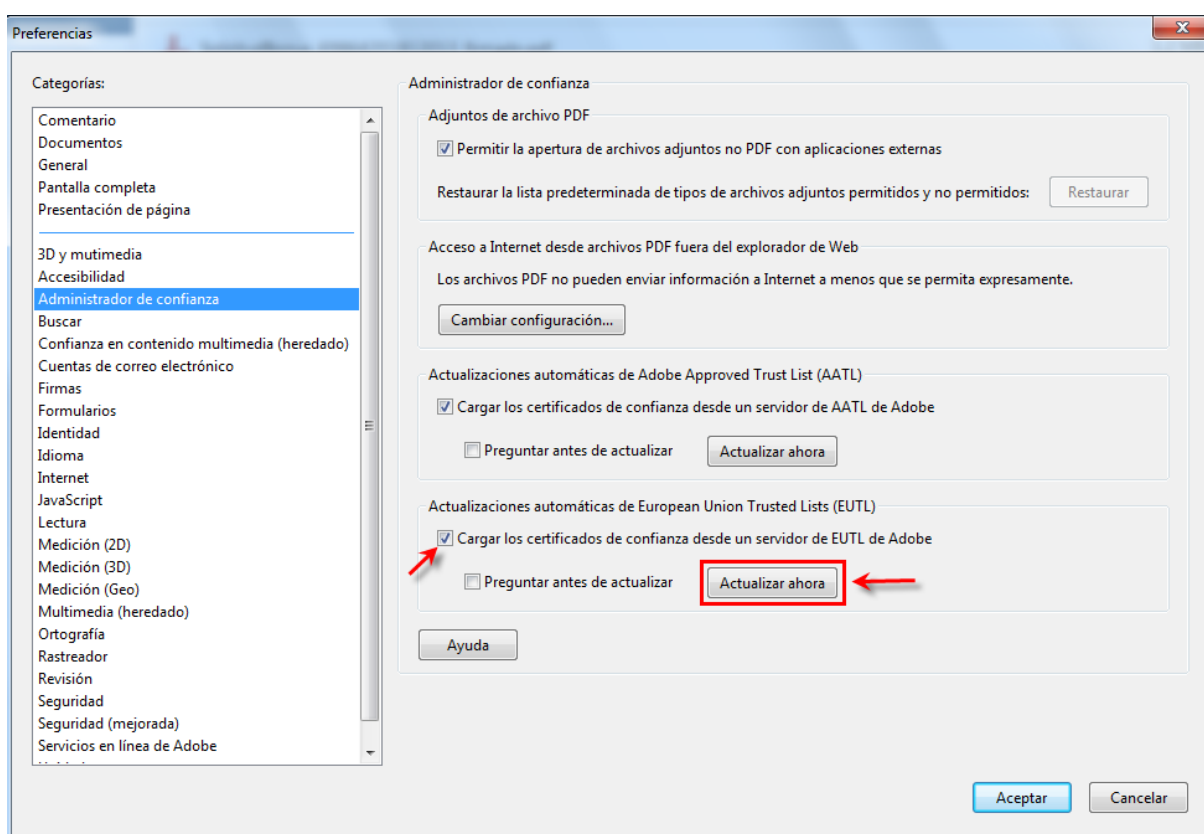 Preferencias
Categorías:
Comentario
Documentos
General
Pantalla completa
Presentación de página
3D y mutimedia
Accesibilidad
Administrador de confianza
Buscar
Confianza en contenido multimedia (heredado)
Cuentas de correo electrónico
Firmas
Formularios
Identidad
Idioma
Internet
JavaScript
Lectura
Medición (2D)
Medición (3D)
Medición (Geo)
Multimedia (heredado)
Ortografía
Rastreador
Revisión
Seguridad
Seguridad (mejorada)
Servicios en línea de Adobe
Administrador de confianza
Adjuntos de archivo PDF
Permitir la apertura de archivos adjuntos no PDF con aplicaciones externas
Restaurar la lista predeterminada de tipos de archivos adjuntos permitidos y no permitidos: Restaurar
Acceso a Internet desde archivos PDF fuera del explorador de Web
Los archivos PDF no pueden enviar información a Internet a menos que se permita expresamente.
Cambiar configuración...
Actualizaciones automáticas de Adobe Approved Trust List (AATL)
Cargar los certificados de confianza desde un servidor de AATL de Adobe
Preguntar antes de actualizar Actualizar ahora
Actualizaciones automáticas de European Union Trusted Lists (EUTL)
Cargar los certificados de confianza desde un servidor de EUTL de Adobe
Preguntar antes de actualizar Actualizar ahora
Ayuda
Aceptar Cancelar